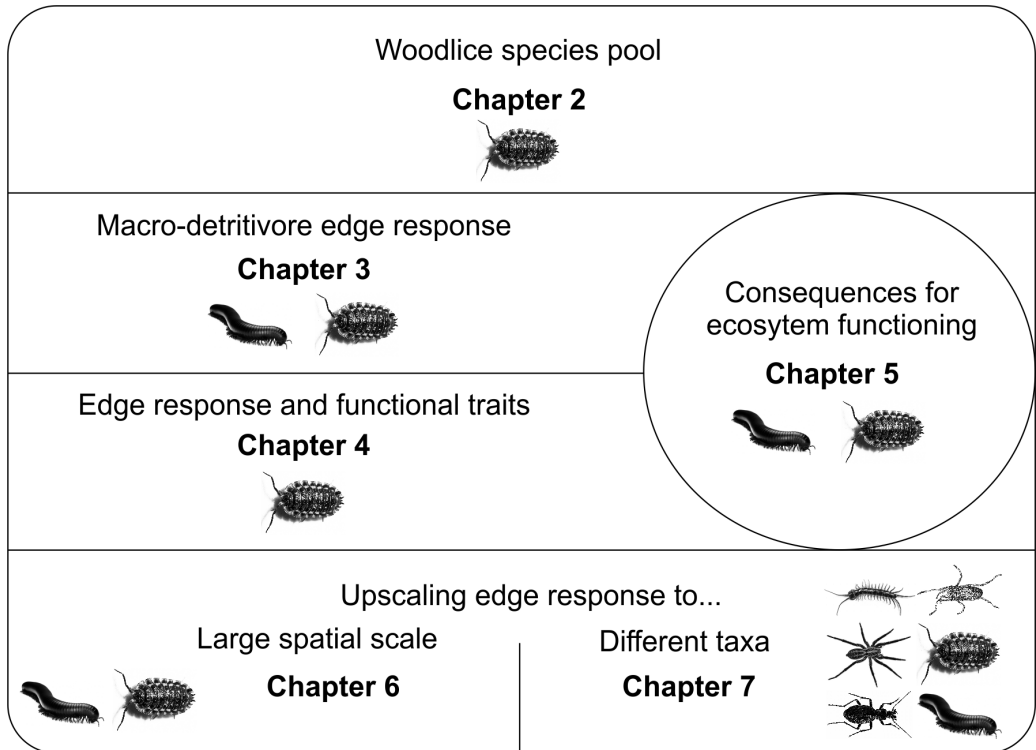 Woodlice species pool
Chapter 2
Macro-detritivore edge response
Chapter 3
Consequences for
ecosytem functioning
Chapter 5
Edge response and functional traits
Chapter 4
Upscaling edge response to...
Large spatial scale
Chapter 6
Different taxa
Chapter 7